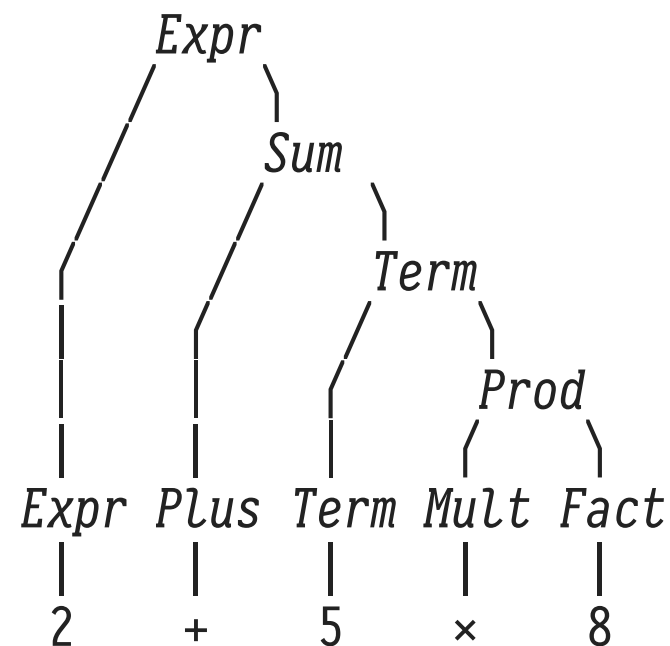 Expr
Sum
Term
Prod
Expr Plus Term Mult Fact
2 + 5 × 8